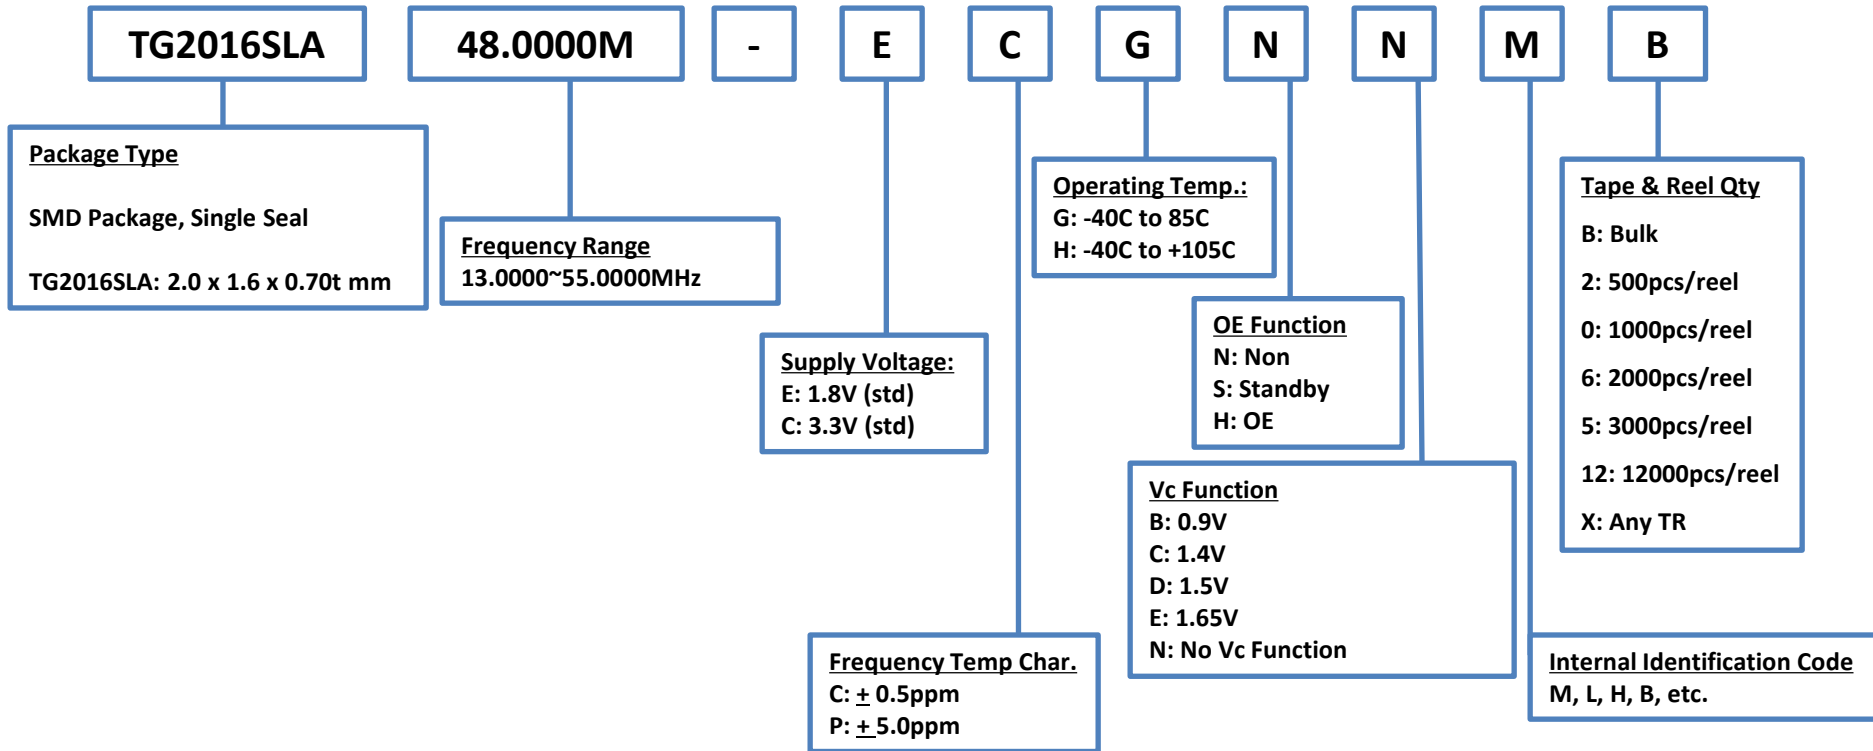 TG2016SLA 48.0000M - E C G N N M B
Package Type
SMD Package, Single Seal
TG2016SLA: 2.0 x 1.6 x 0.70t mm
Frequency Range
13.0000~55.0000MHz
Supply Voltage:
E: 1.8V (std)
C: 3.3V (std)
Frequency Temp Char.
C: ± 0.5ppm
P: ± 5.0ppm
Operating Temp.:
G: -40C to 85C
H: -40C to +105C
OE Function
N: Non
S: Standby
H: OE
Vc Function
B: 0.9V
C: 1.4V
D: 1.5V
E: 1.65V
N: No Vc Function
Internal Identification Code
M, L, H, B, etc.
Tape & Reel Qty
B: Bulk
2: 500pcs/reel
0: 1000pcs/reel
6: 2000pcs/reel
5: 3000pcs/reel
12: 12000pcs/reel
X: Any TR